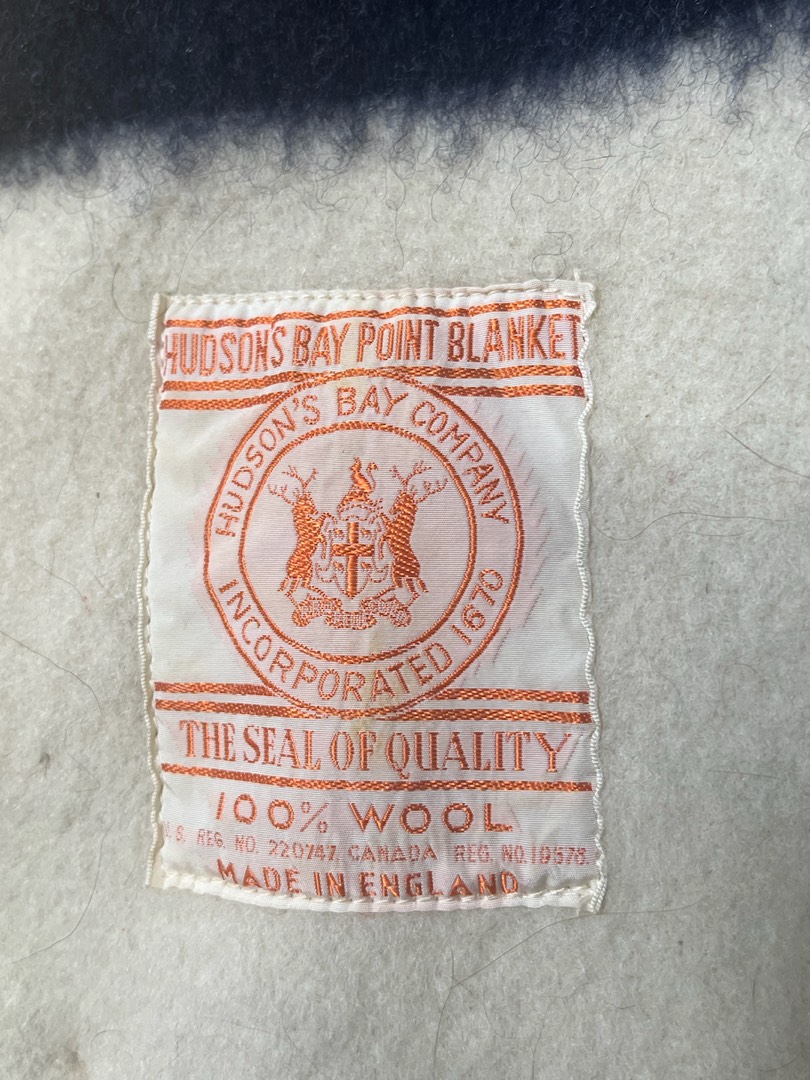 HUDSON'S BAY POINT BLANKET
HUDSON'S BAY COMPANY
INCORPORATED 1670
THE SEAL OF QUALITY
100% WOOL
S. REG. NO. 220747. CANADA REG. NO. 19578.
MADE IN ENGLAND